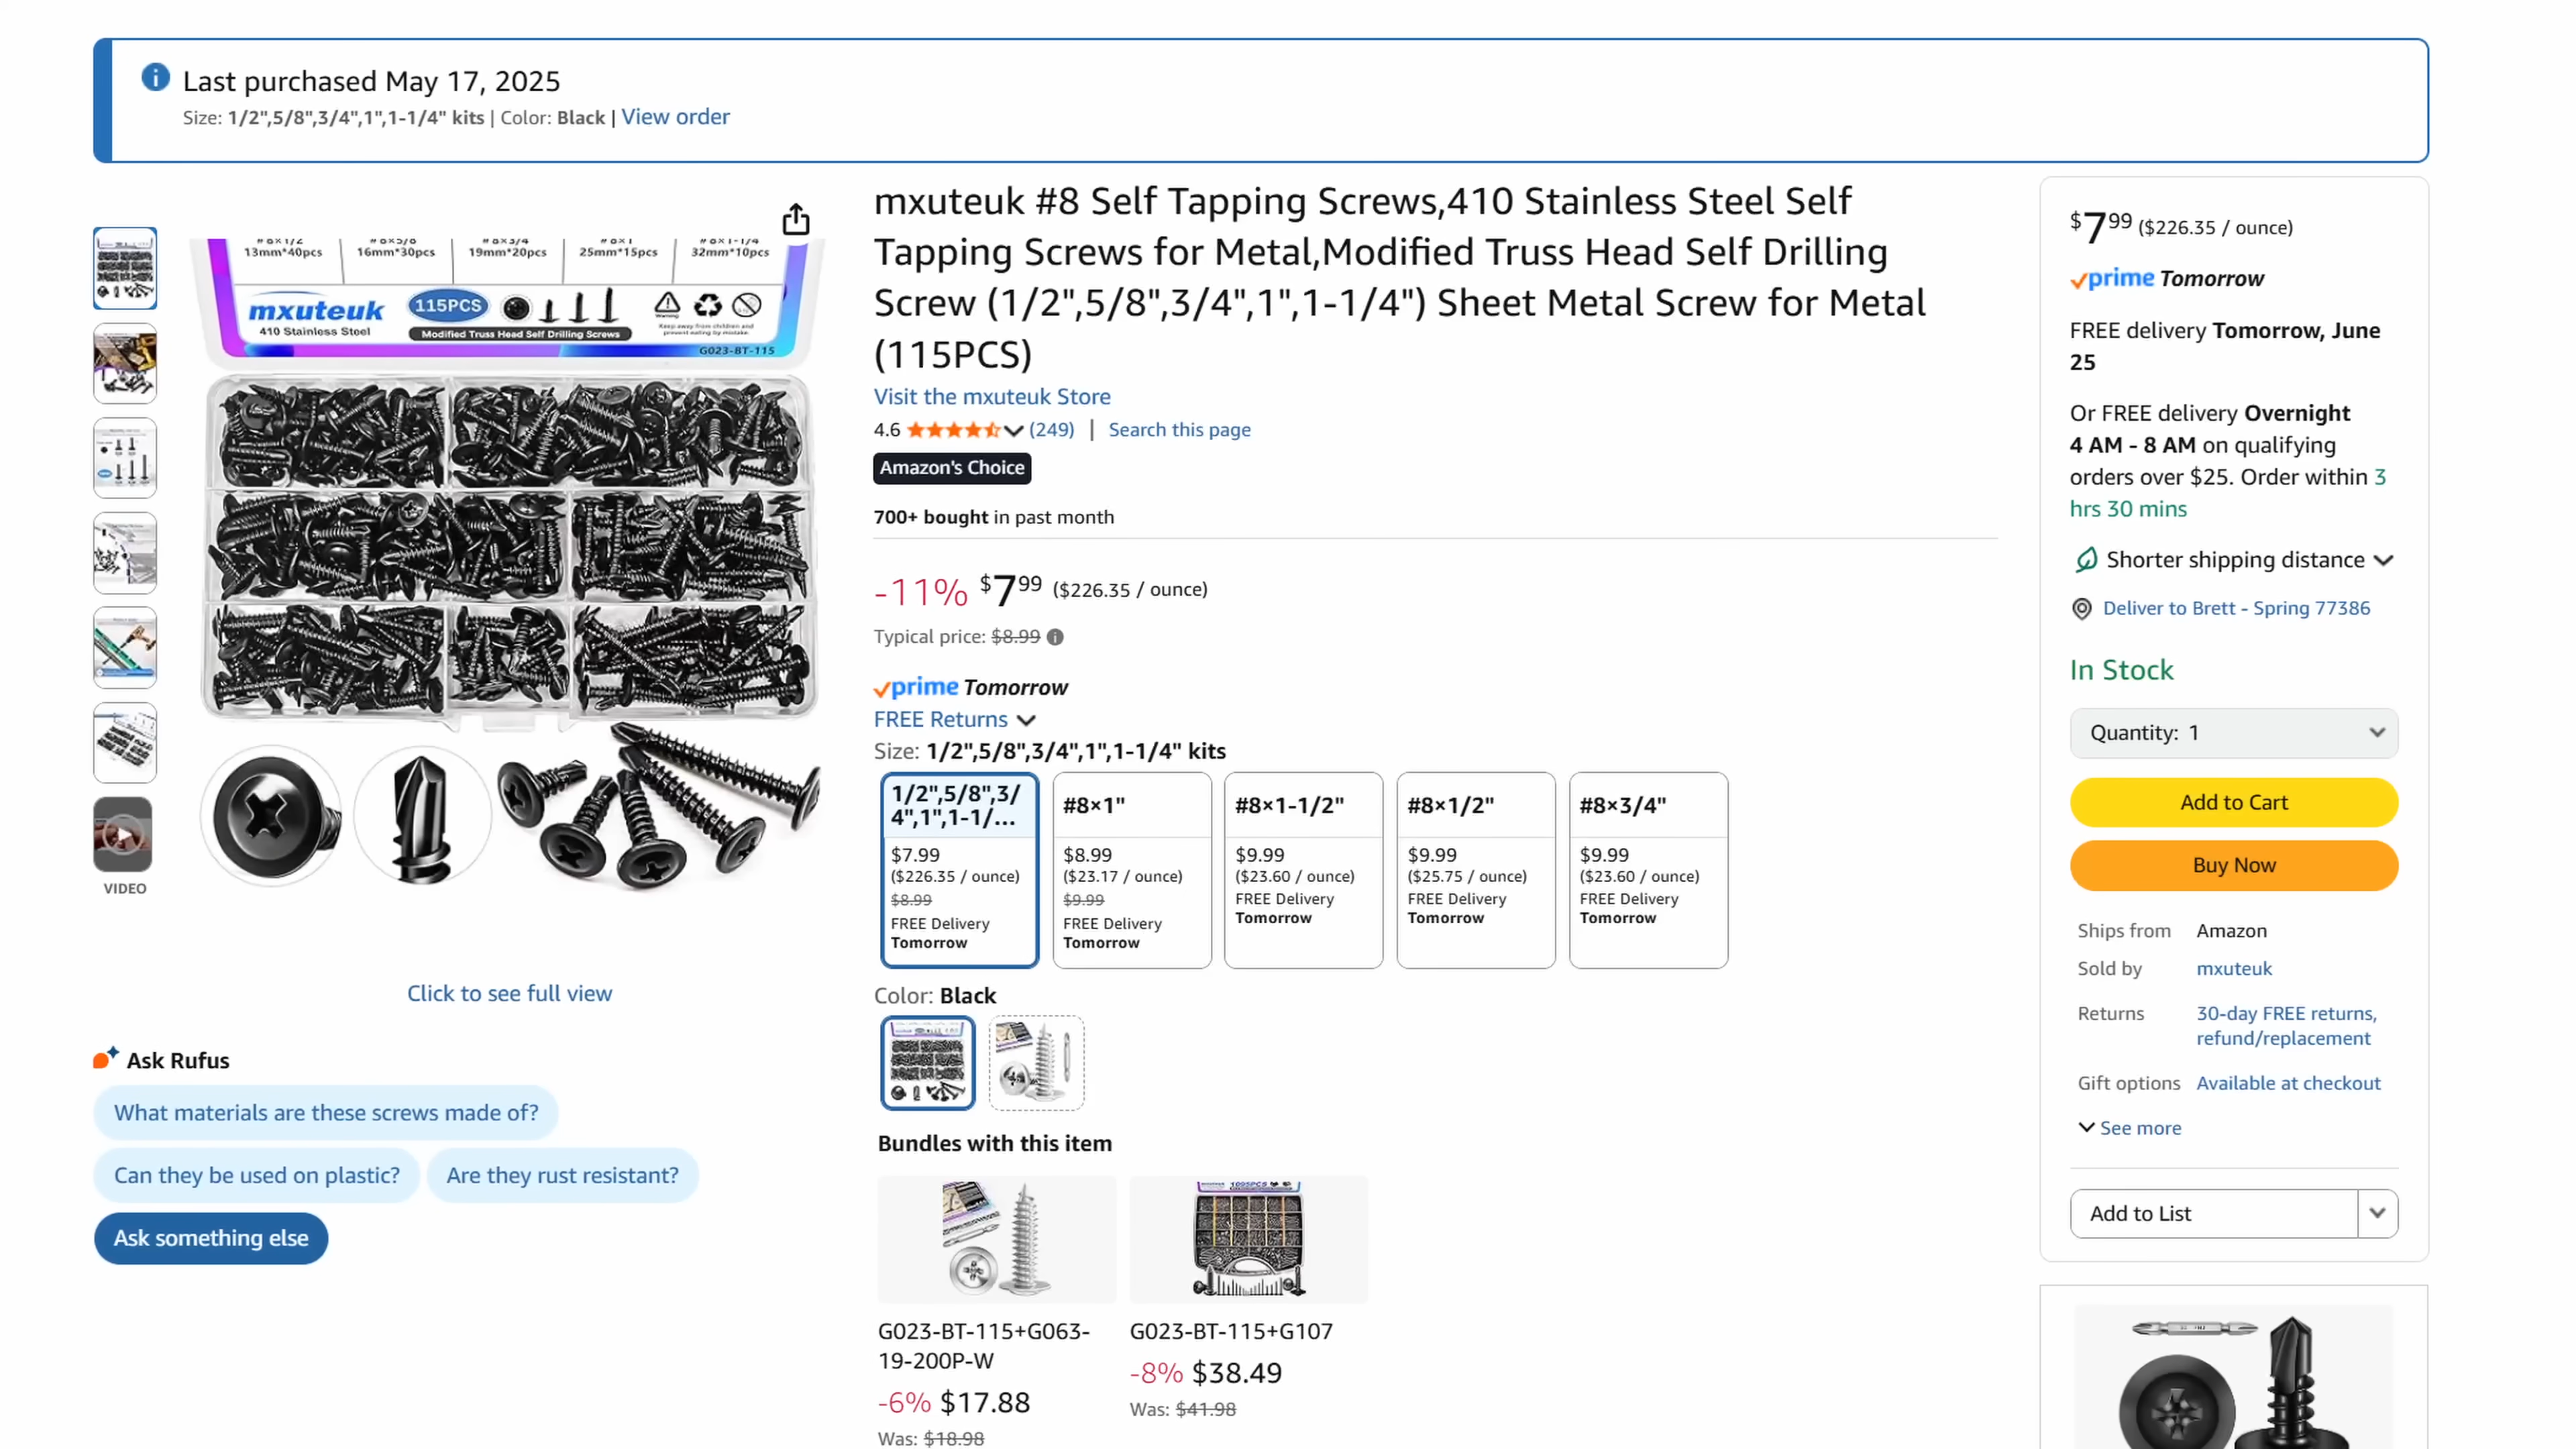 Last purchased May 17, 2025
Size: 1/2",5/8",3/4",1",1-1/4" kits | Color: Black | View order
13mm*40pcs 16mm*30pcs 19mm*20pcs 25mm*15pcs 32mm*10pcs
mxuteuk 115PCS
410 Stainless Steel Modified Truss Head Self Drilling Screws
Keep away from children and
prevent eating by mistake.
G023-BT-115
VIDEO
Click to see full view
Ask Rufus
What materials are these screws made of?
Can they be used on plastic? Are they rust resistant?
Ask something else
mxuteuk #8 Self Tapping Screws,410 Stainless Steel Self
Tapping Screws for Metal,Modified Truss Head Self Drilling
Screw (1/2",5/8",3/4",1",1-1/4") Sheet Metal Screw for Metal
(115PCS)
Visit the mxuteuk Store
4.6 (249) | Search this page
Amazon's Choice
700+ bought in past month
-11% $7 99 ($226.35 / ounce)
Typical price: $8.99
prime Tomorrow
FREE Returns
Size: 1/2",5/8",3/4",1",1-1/4" kits
1/2",5/8",3/
4",1",1-1/...
$7.99
($226.35 / ounce)
$8.99
FREE Delivery
Tomorrow
#8×1"
$8.99
($23.17 / ounce)
$9.99
FREE Delivery
Tomorrow
#8×1-1/2"
$9.99
($23.60 / ounce)
FREE Delivery
Tomorrow
#8×1/2"
$9.99
($25.75 / ounce)
FREE Delivery
Tomorrow
#8×3/4"
$9.99
($23.60 / ounce)
FREE Delivery
Tomorrow
Color: Black
Bundles with this item
G023-BT-115+G063-
19-200P-W
-6% $17.88
Was: $18.98
G023-BT-115+G107
-8% $38.49
Was: $41.98
$7 99 ($226.35 / ounce)
prime Tomorrow
FREE delivery Tomorrow, June
25
Or FREE delivery Overnight
4 AM - 8 AM on qualifying
orders over $25. Order within 3
hrs 30 mins
Shorter shipping distance
Deliver to Brett - Spring 77386
In Stock
Quantity: 1
Add to Cart
Buy Now
Ships from Amazon
Sold by mxuteuk
Returns 30-day FREE returns,
refund/replacement
Gift options Available at checkout
See more
Add to List